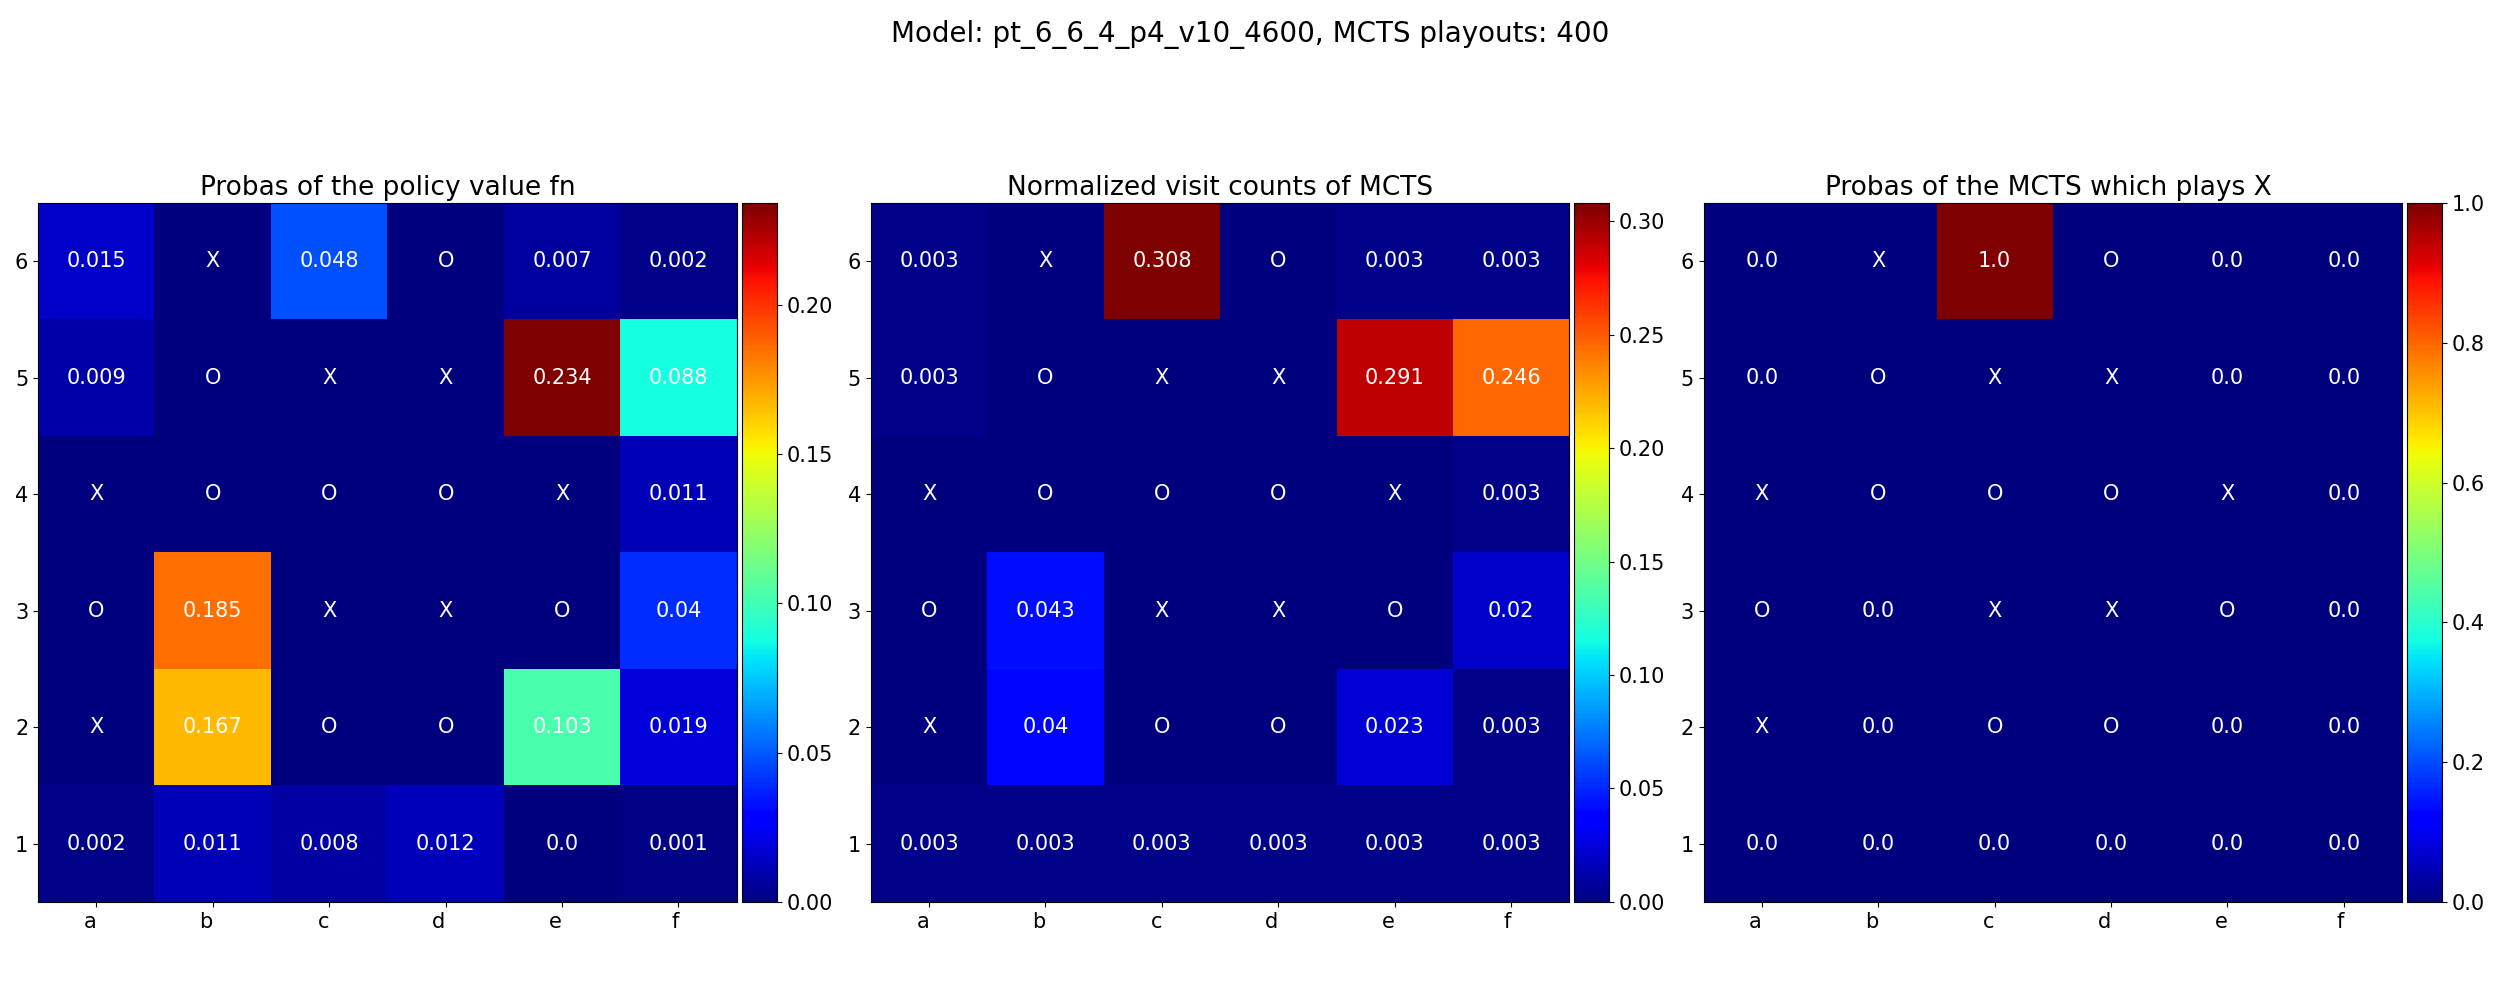 Model: pt_6_6_4_p4_v10_4600, MCTS playouts: 400
Probas of the policy value fn
6 0.015 X 0.048 O 0.007 0.002
5 0.009 O X X 0.234 0.088
4 X O O O X 0.011
3 O 0.185 X X O 0.04
2 X 0.167 O O 0.103 0.019
1 0.002 0.011 0.008 0.012 0.0 0.001
a b c d e f
0.20
0.15
0.10
0.05
0.00
Normalized visit counts of MCTS
6 0.003 X 0.308 O 0.003 0.003
5 0.003 O X X 0.291 0.246
4 X O O O X 0.003
3 O 0.043 X X O 0.02
2 X 0.04 O O 0.023 0.003
1 0.003 0.003 0.003 0.003 0.003 0.003
a b c d e f
0.30
0.25
0.20
0.15
0.10
0.05
0.00
Probas of the MCTS which plays X
6 0.0 X 1.0 O 0.0 0.0
5 0.0 O X X 0.0 0.0
4 X O O O X 0.0
3 O 0.0 X X O 0.0
2 X 0.0 O O 0.0 0.0
1 0.0 0.0 0.0 0.0 0.0 0.0
a b c d e f
1.0
0.8
0.6
0.4
0.2
0.0